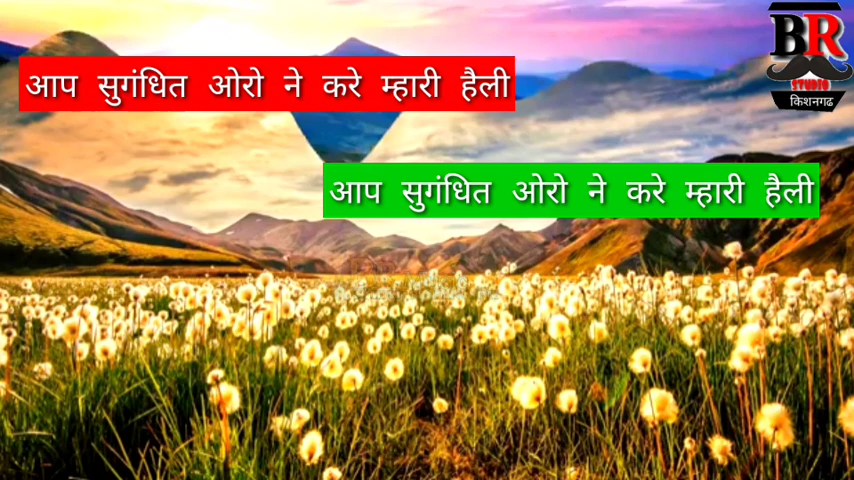 BR
STUDIO
किशनगढ
आप सुगंधित ओरो ने करे म्हारी हैली
आप सुगंधित ओरो ने करे म्हारी हैली